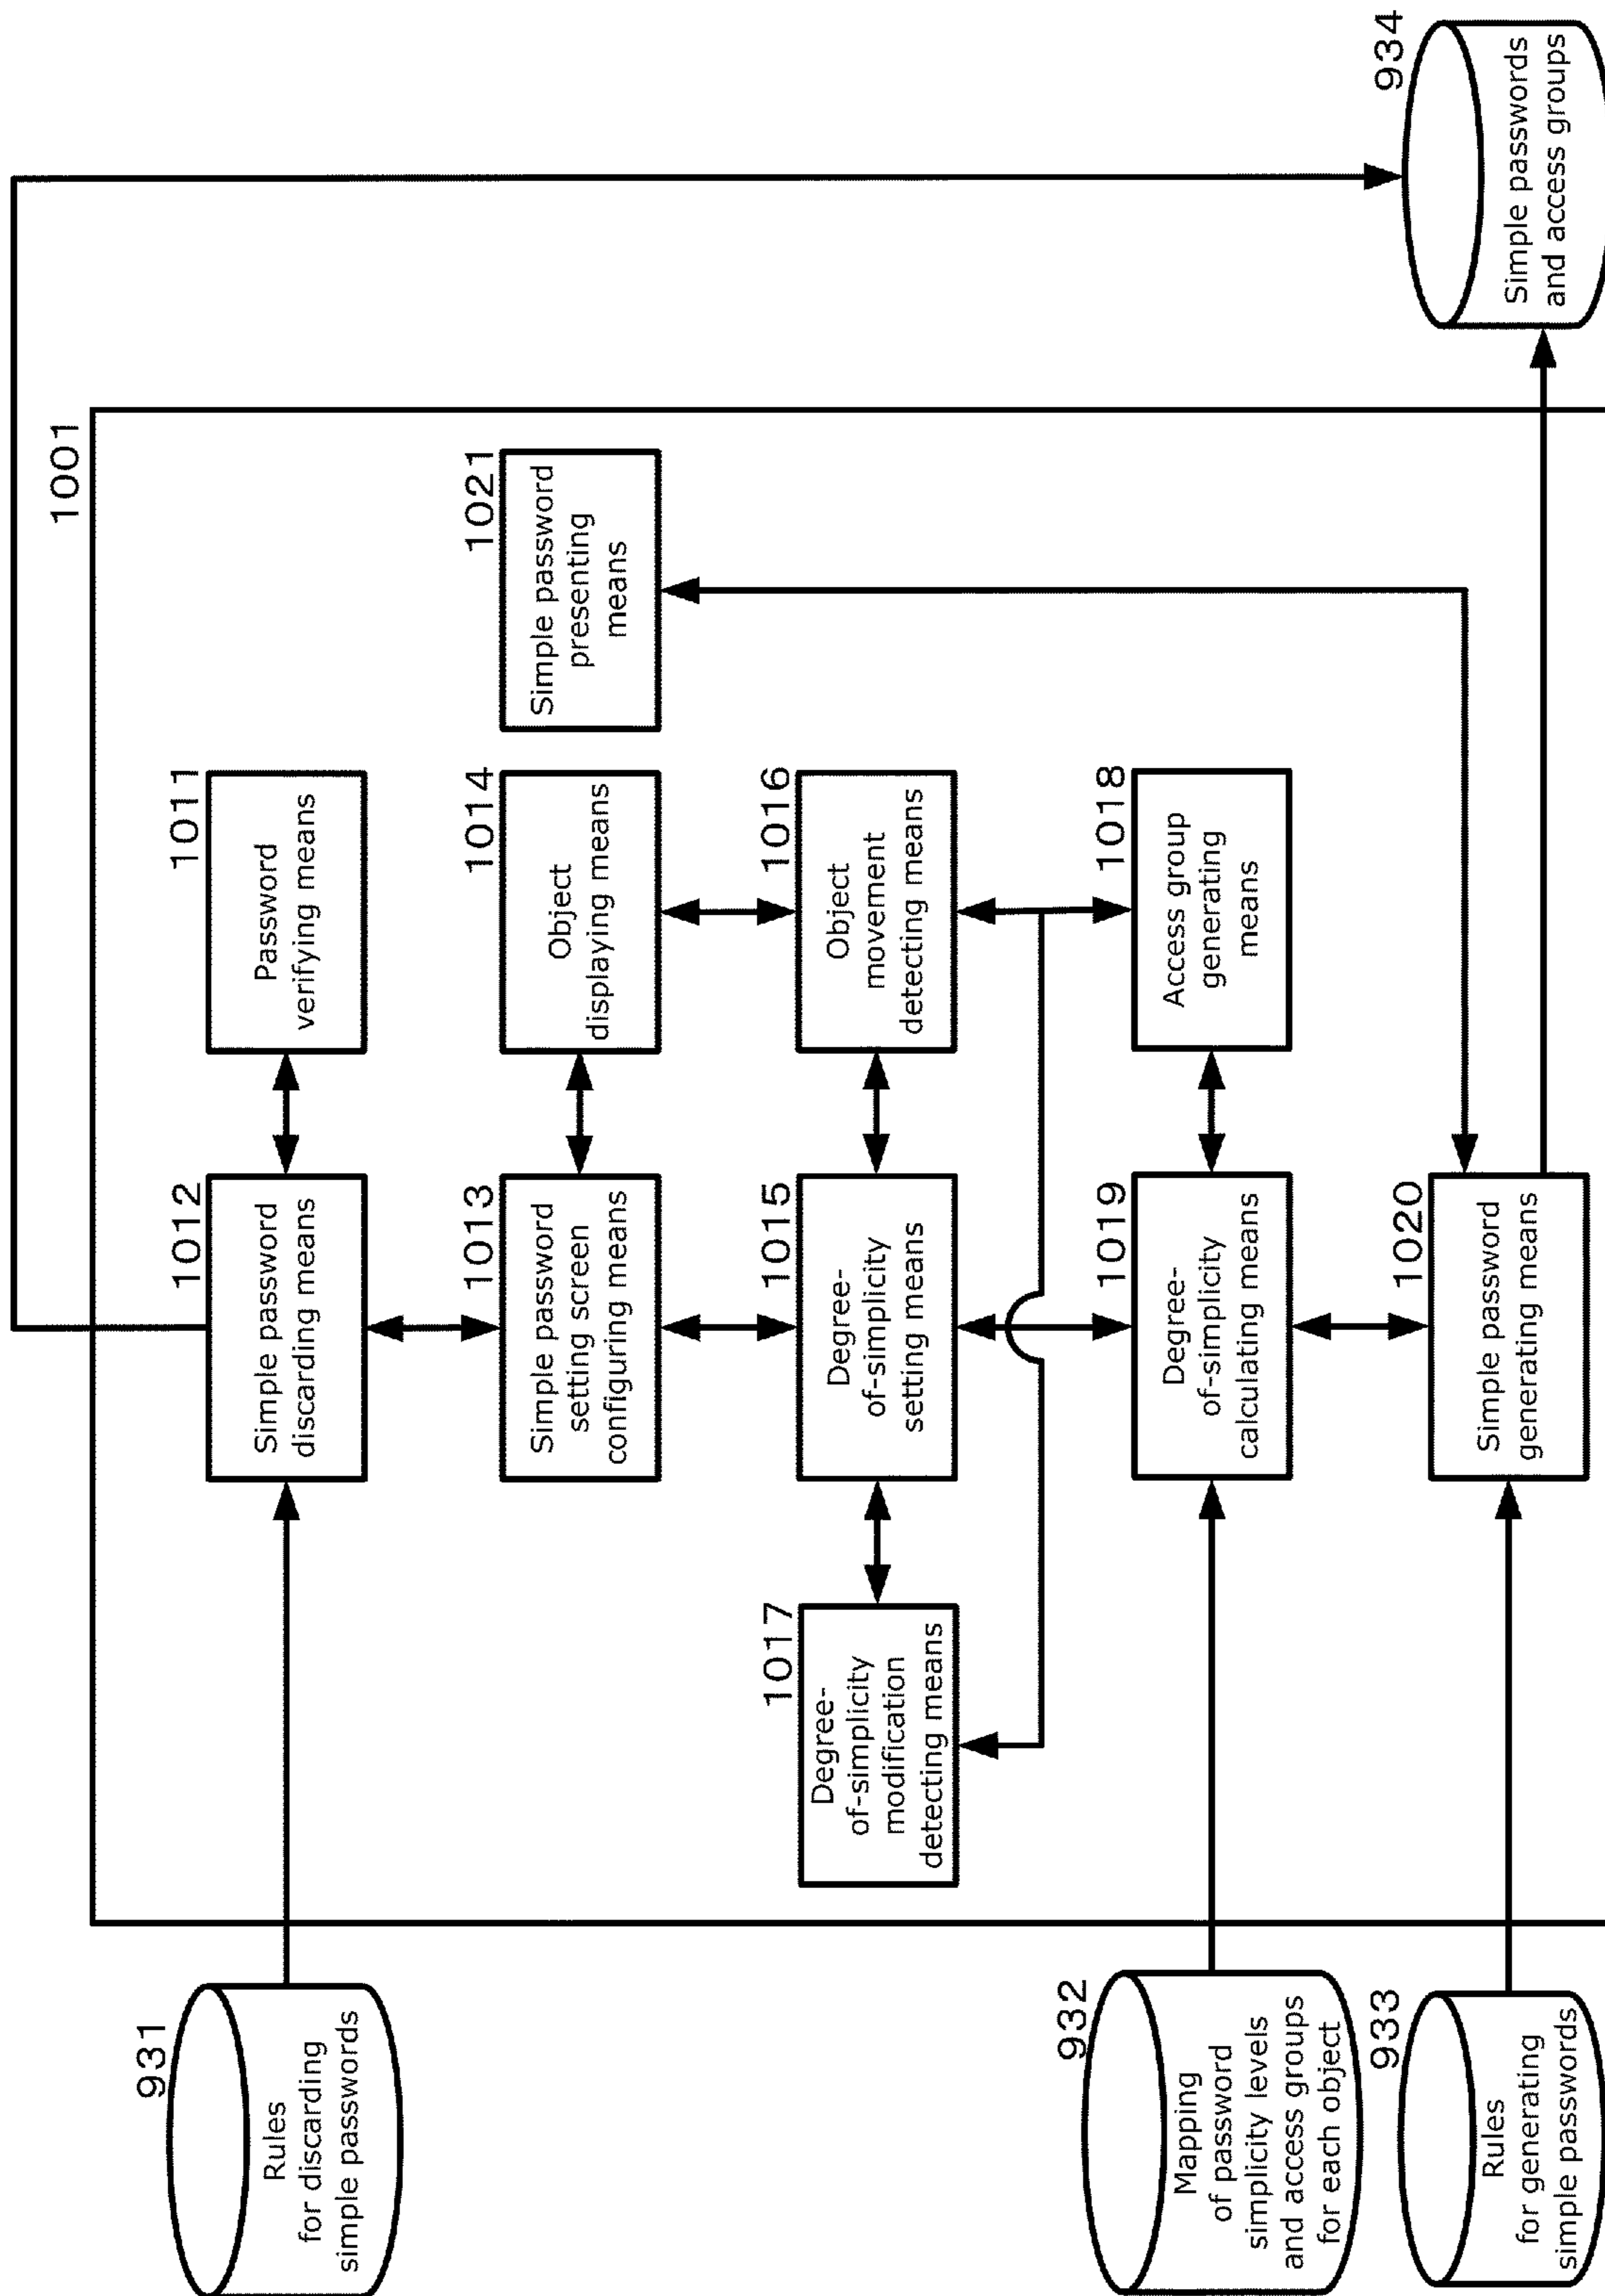 1001
931
Rules
for discarding
simple passwords
1012
Simple password
discarding means
1011
Password
verifying means
1013
Simple password
setting screen
configuring means
1014
Object
displaying means
1021
Simple password
presenting
means
1017
Degree-
of-simplicity
modification
detecting means
1015
Degree-
of-simplicity
setting means
1016
Object
movement
detecting means
932
Mapping
of password
simplicity levels
and access groups
for each object
1019
Degree-
of-simplicity
calculating means
1018
Access group
generating
means
933
Rules
for generating
simple passwords
1020
Simple password
generating means
934
Simple passwords
and access groups